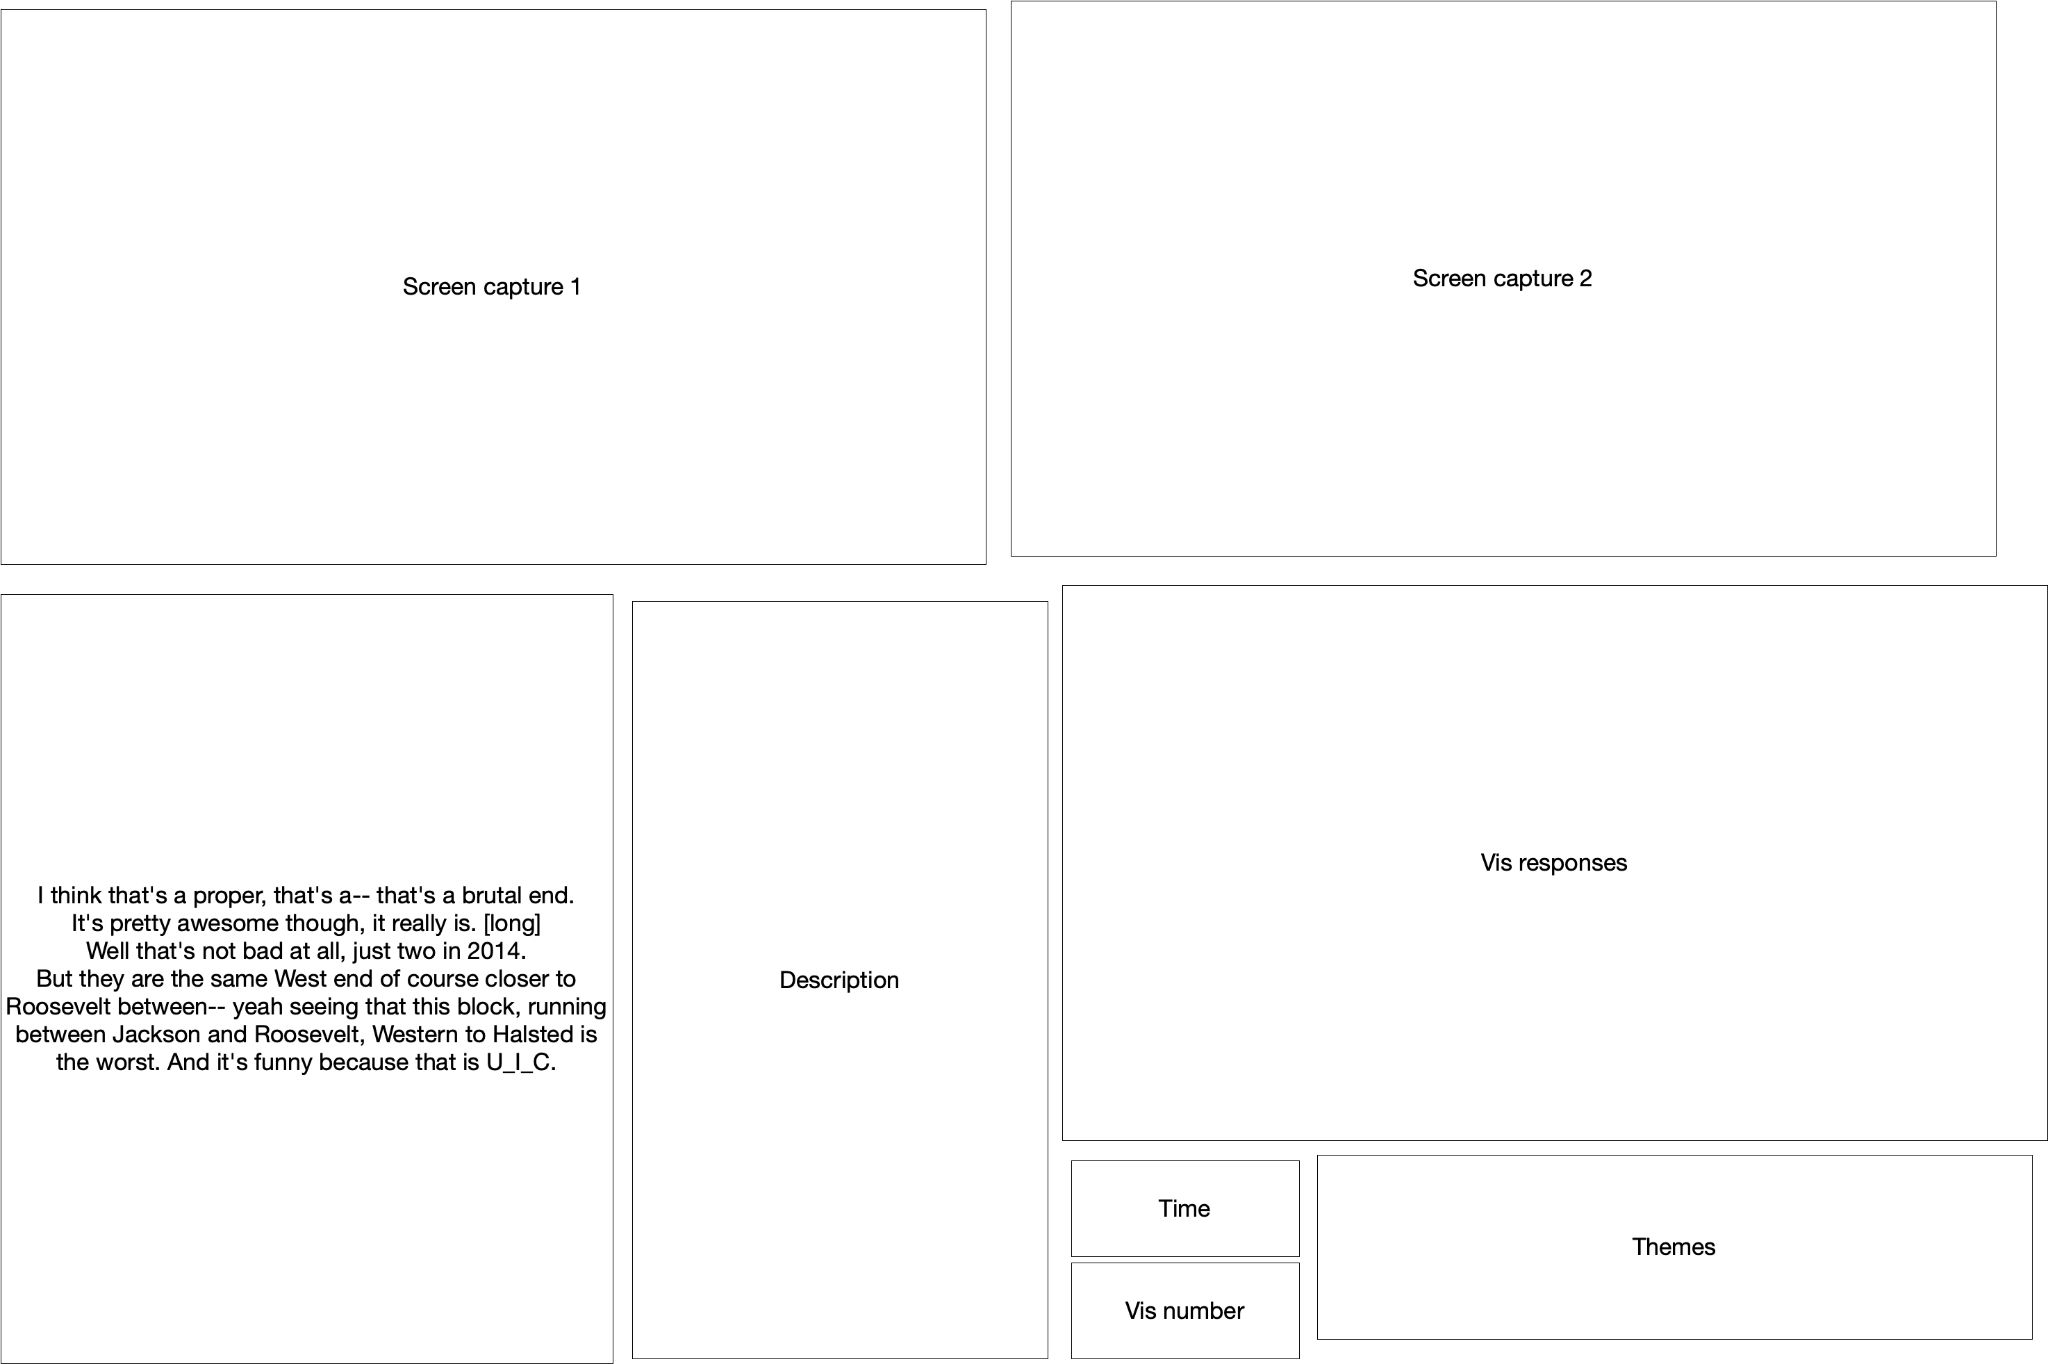 Screen capture 1
Screen capture 2
I think that's a proper, that's a-- that's a brutal end.
It's pretty awesome though, it really is. [long]
Well that's not bad at all, just two in 2014.
But they are the same West end of course closer to
Roosevelt between-- yeah seeing that this block, running
between Jackson and Roosevelt, Western to Halsted is
the worst. And it's funny because that is U_I_C.
Description
Vis responses
Time
Vis number
Themes